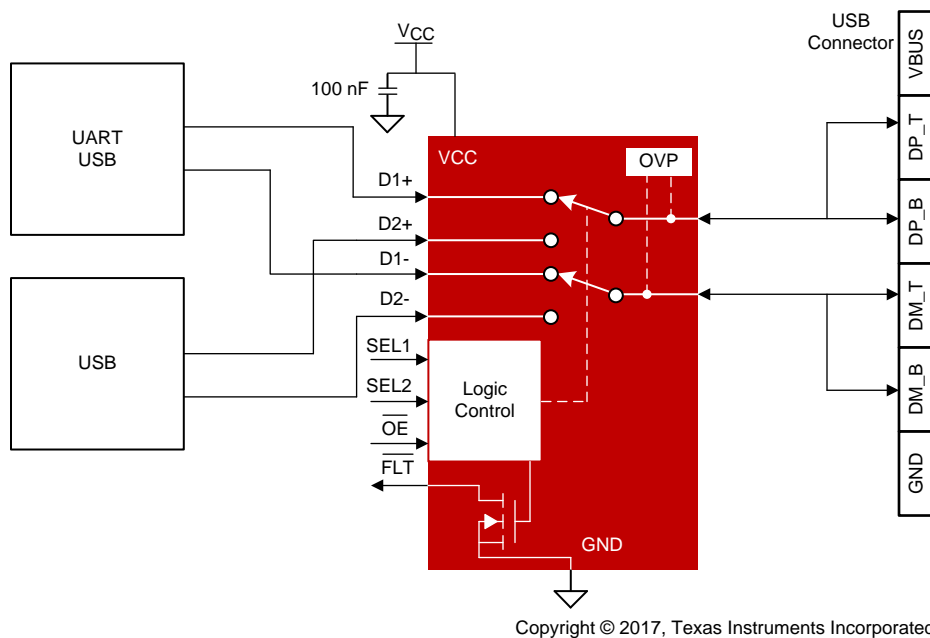 USB
Connector
VBUS
DP_T
DP_B
DM_T
DM_B
GND
VCC
100 nF
UART
USB
USB
VCC
OVP
D1+
D2+
D1-
D2-
SEL1
SEL2
OE
FLT
Logic
Control
GND
Copyright © 2017, Texas Instruments Incorporated